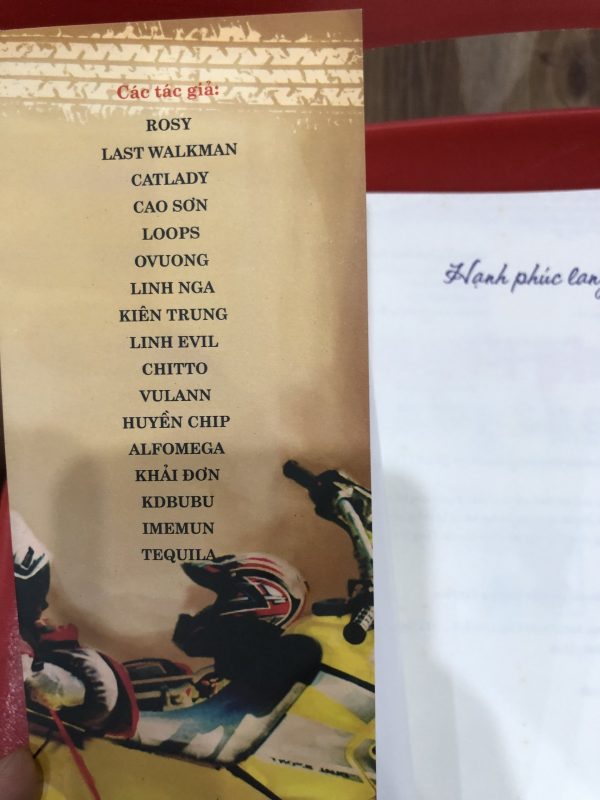 Các tác giả:
ROSY
LAST WALKMAN
CATLADY
CAO SƠN
LOOPS
OVUONG
LINH NGA
KIÊN TRUNG
LINH EVIL
CHITTO
VULANN
HUYỀN CHIP
ALFOMEGA
KHẢI ĐƠN
KDBUBU
IMEMUN
TEQUILA
Hạnh phúc lang